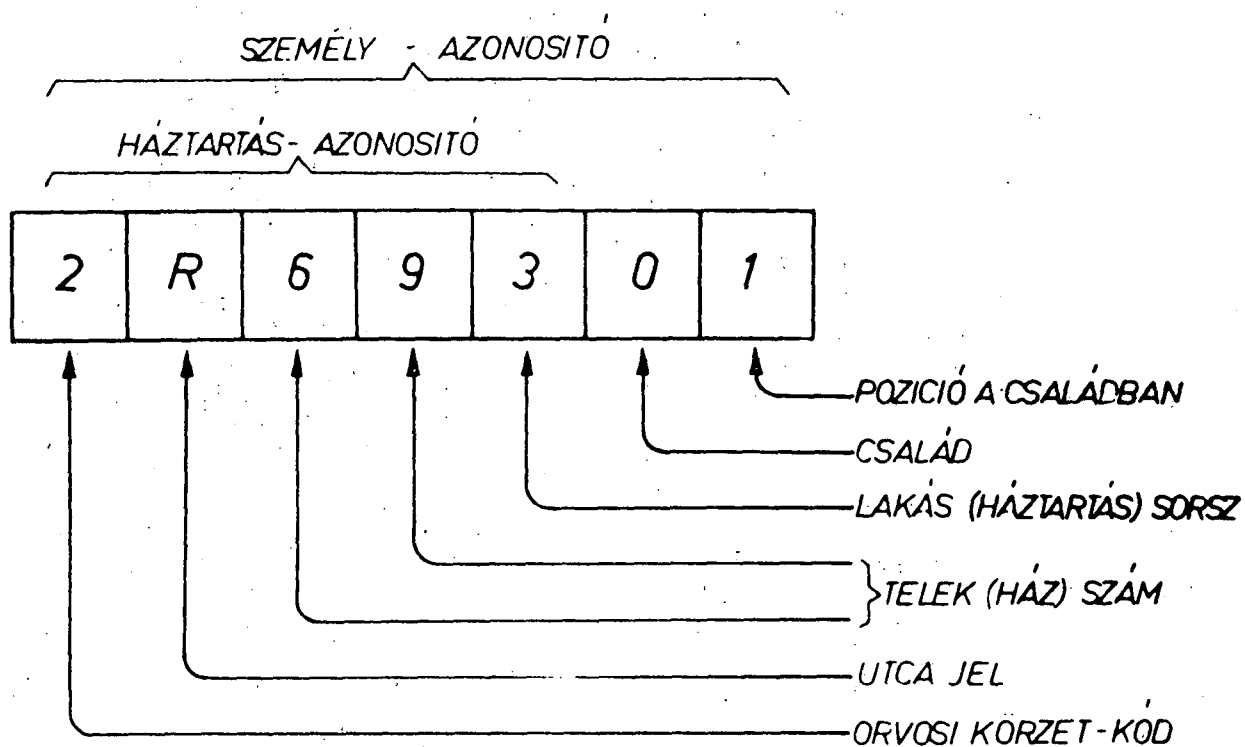 SZEMÉLY - AZONOSITÓ
HÁZTARTÁS- AZONOSITÓ
2 R 6 9 3 0 1
POZICIÓ A CSALÁDBAN
CSALÁD
LAKÁS (HÁZTARTÁS) SORSZ
TELEK (HÁZ) SZÁM
UTCA JEL
ORVOSI KÖRZET-KÓD